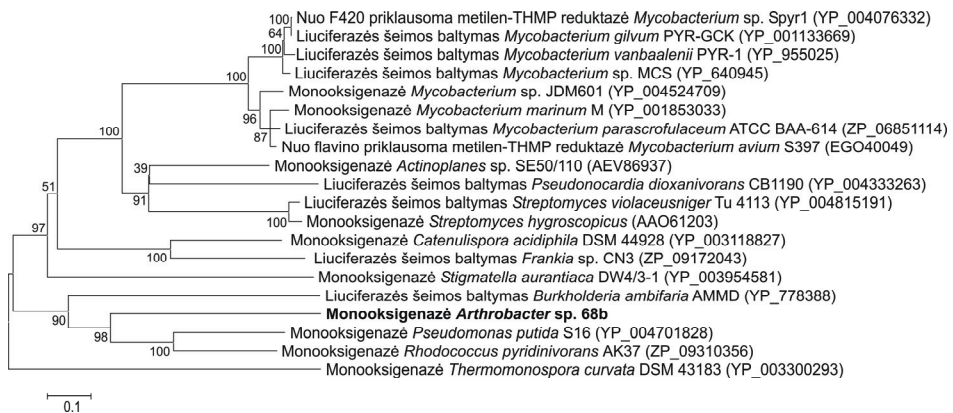 100
Nuo F420 priklausoma metilen-THMP reduktazė Mycobacterium sp. Spyr1 (YP_004076332)
64
Liuciferazės šeimos baltymas Mycobacterium gilvum PYR-GCK (YP_001133669)
100
Liuciferazės šeimos baltymas Mycobacterium vanbaalenii PYR-1 (YP_955025)
100
Liuciferazės šeimos baltymas Mycobacterium sp. MCS (YP_640945)
Monooksigenazė Mycobacterium sp. JDM601 (YP_004524709)
96
Monooksigenazė Mycobacterium marinum M (YP_001853033)
100
87
Liuciferazės šeimos baltymas Mycobacterium parascrofulaceum ATCC BAA-614 (ZP_06851114)
Nuo flavino priklausoma metilen-THMP reduktazė Mycobacterium avium S397 (EGO40049)
39
Monooksigenazė Actinoplanes sp. SE50/110 (AEV86937)
51
Liuciferazės šeimos baltymas Pseudonocardia dioxanivorans CB1190 (YP_004333263)
91
Liuciferazės šeimos baltymas Streptomyces violaceusniger Tu 4113 (YP_004815191)
100
Monooksigenazė Streptomyces hygroscopicus (AAO61203)
97
Monooksigenazė Catenulispora acidiphila DSM 44928 (YP_003118827)
100
Liuciferazės šeimos baltymas Frankia sp. CN3 (ZP_09172043)
Monooksigenazė Stigmatella aurantiaca DW4/3-1 (YP_003954581)
Liuciferazės šeimos baltymas Burkholderia ambifaria AMMD (YP_778388)
90
Monooksigenazė Arthrobacter sp. 68b
98
Monooksigenazė Pseudomonas putida S16 (YP_004701828)
100
Monooksigenazė Rhodococcus pyridinivorans AK37 (ZP_09310356)
Monooksigenazė Thermomonospora curvata DSM 43183 (YP_003300293)
0.1